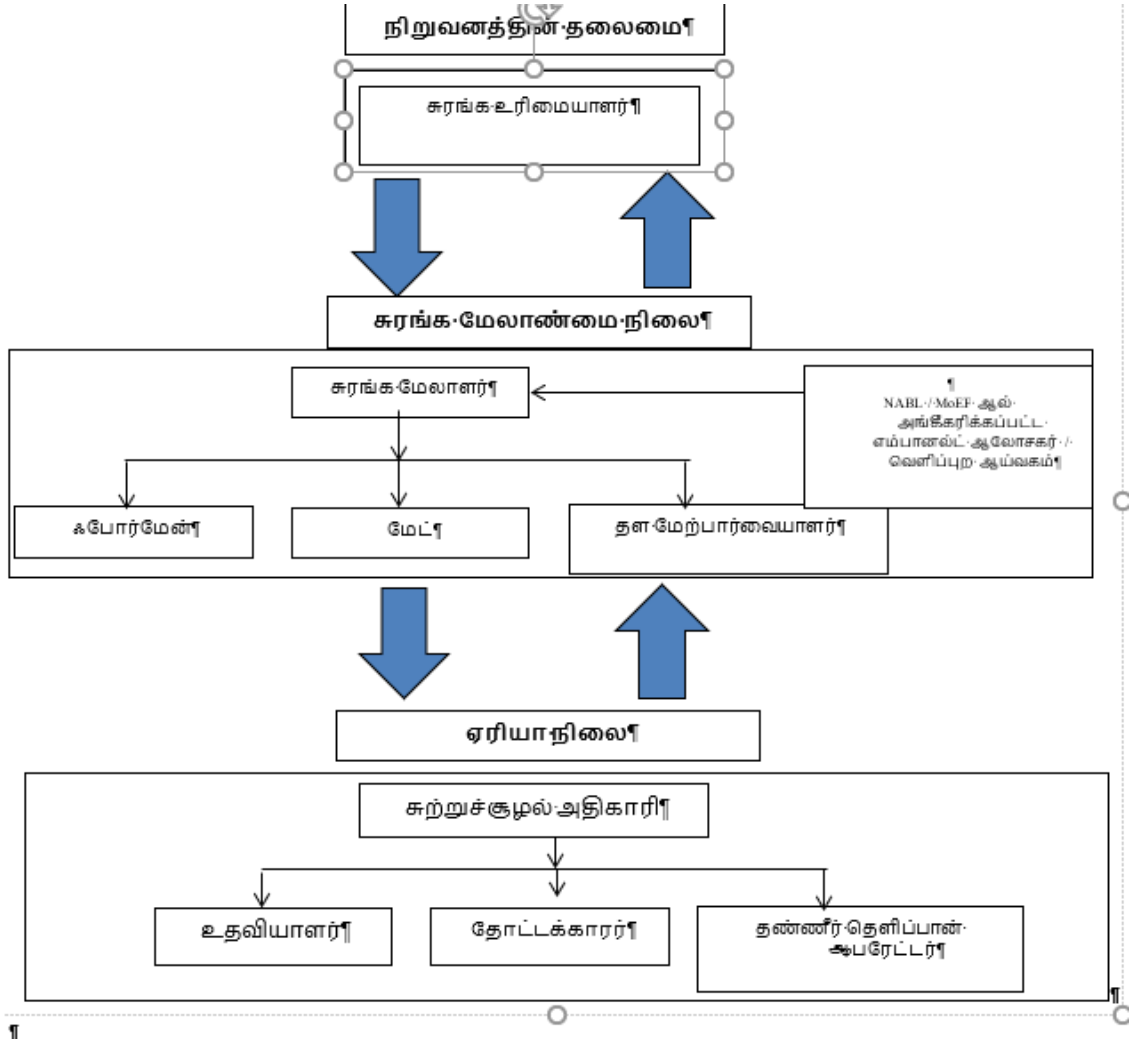 நிறுவனத்தின் தலைமை¶
சுரங்க உரிமையாளர்¶
சுரங்க மேலாண்மை நிலை¶
சுரங்க மேலாளர்¶
¶
NABL / MoEF ஆல்
அங்கீகரிக்கப்பட்ட
எம்பானல்ட் ஆலோசகர் /
வெளிப்புற ஆய்வகம்¶
ஃபோர்மேன்¶
மேட்¶
தள மேற்பார்வையாளர்¶
ஏரியா நிலை¶
சுற்றுச்சூழல் அதிகாரி¶
உதவியாளர்¶
தோட்டக்காரர்¶
தண்ணீர் தெளிப்பான்
ஆபரேட்டர்¶
¶
¶